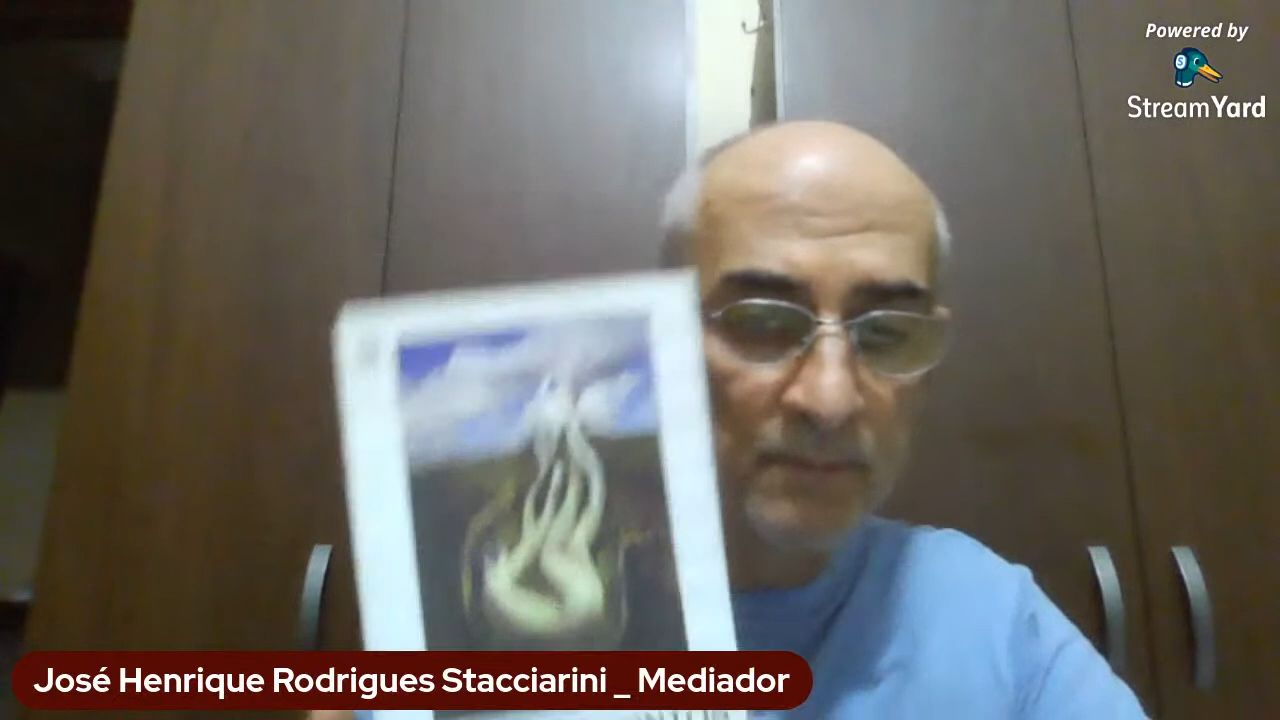 Powered by
StreamYard
José Henrique Rodrigues Stacciarini _ Mediador